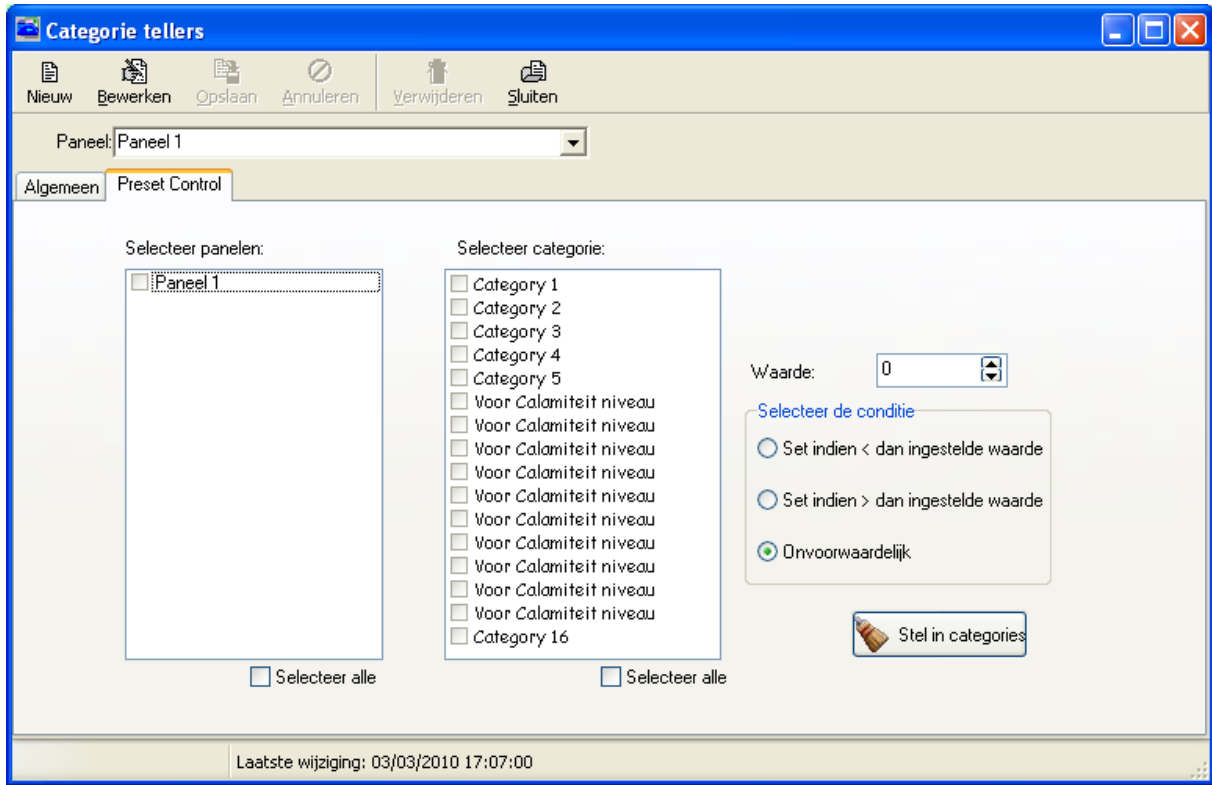 Categorie tellers
Nieuw Bewerken Opslaan Annuleren Verwijderen Sluiten
Paneel: Paneel 1
Algemeen Preset Control
Selecteer panelen:
Paneel 1
Selecteer alle
Selecteer categorie:
Category 1
Category 2
Category 3
Category 4
Category 5
Voor Calamiteit niveau
Voor Calamiteit niveau
Voor Calamiteit niveau
Voor Calamiteit niveau
Voor Calamiteit niveau
Voor Calamiteit niveau
Voor Calamiteit niveau
Voor Calamiteit niveau
Voor Calamiteit niveau
Voor Calamiteit niveau
Category 16
Selecteer alle
Waarde: 0
Selecteer de conditie
Set indien < dan ingestelde waarde
Set indien > dan ingestelde waarde
Onvoorwaardelijk
Stel in categories
Laatste wijziging: 03/03/2010 17:07:00